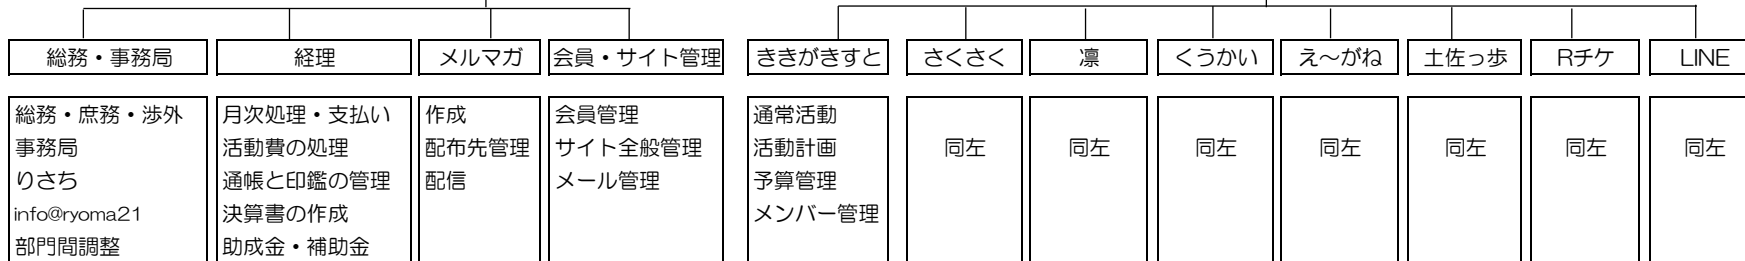 総務・事務局
経理
メルマガ
会員・サイト管理
ききがきすと
さくさく
凛
くうかい
え～がね
土佐っ歩
Rチケ
LINE
総務・庶務・渉外
事務局
りさち
info@ryoma21
部門間調整
月次処理・支払い
活動費の処理
通帳と印鑑の管理
決算書の作成
助成金・補助金
作成
配布先管理
配信
会員管理
サイト全般管理
メール管理
通常活動
活動計画
予算管理
メンバー管理
同左
同左
同左
同左
同左
同左
同左